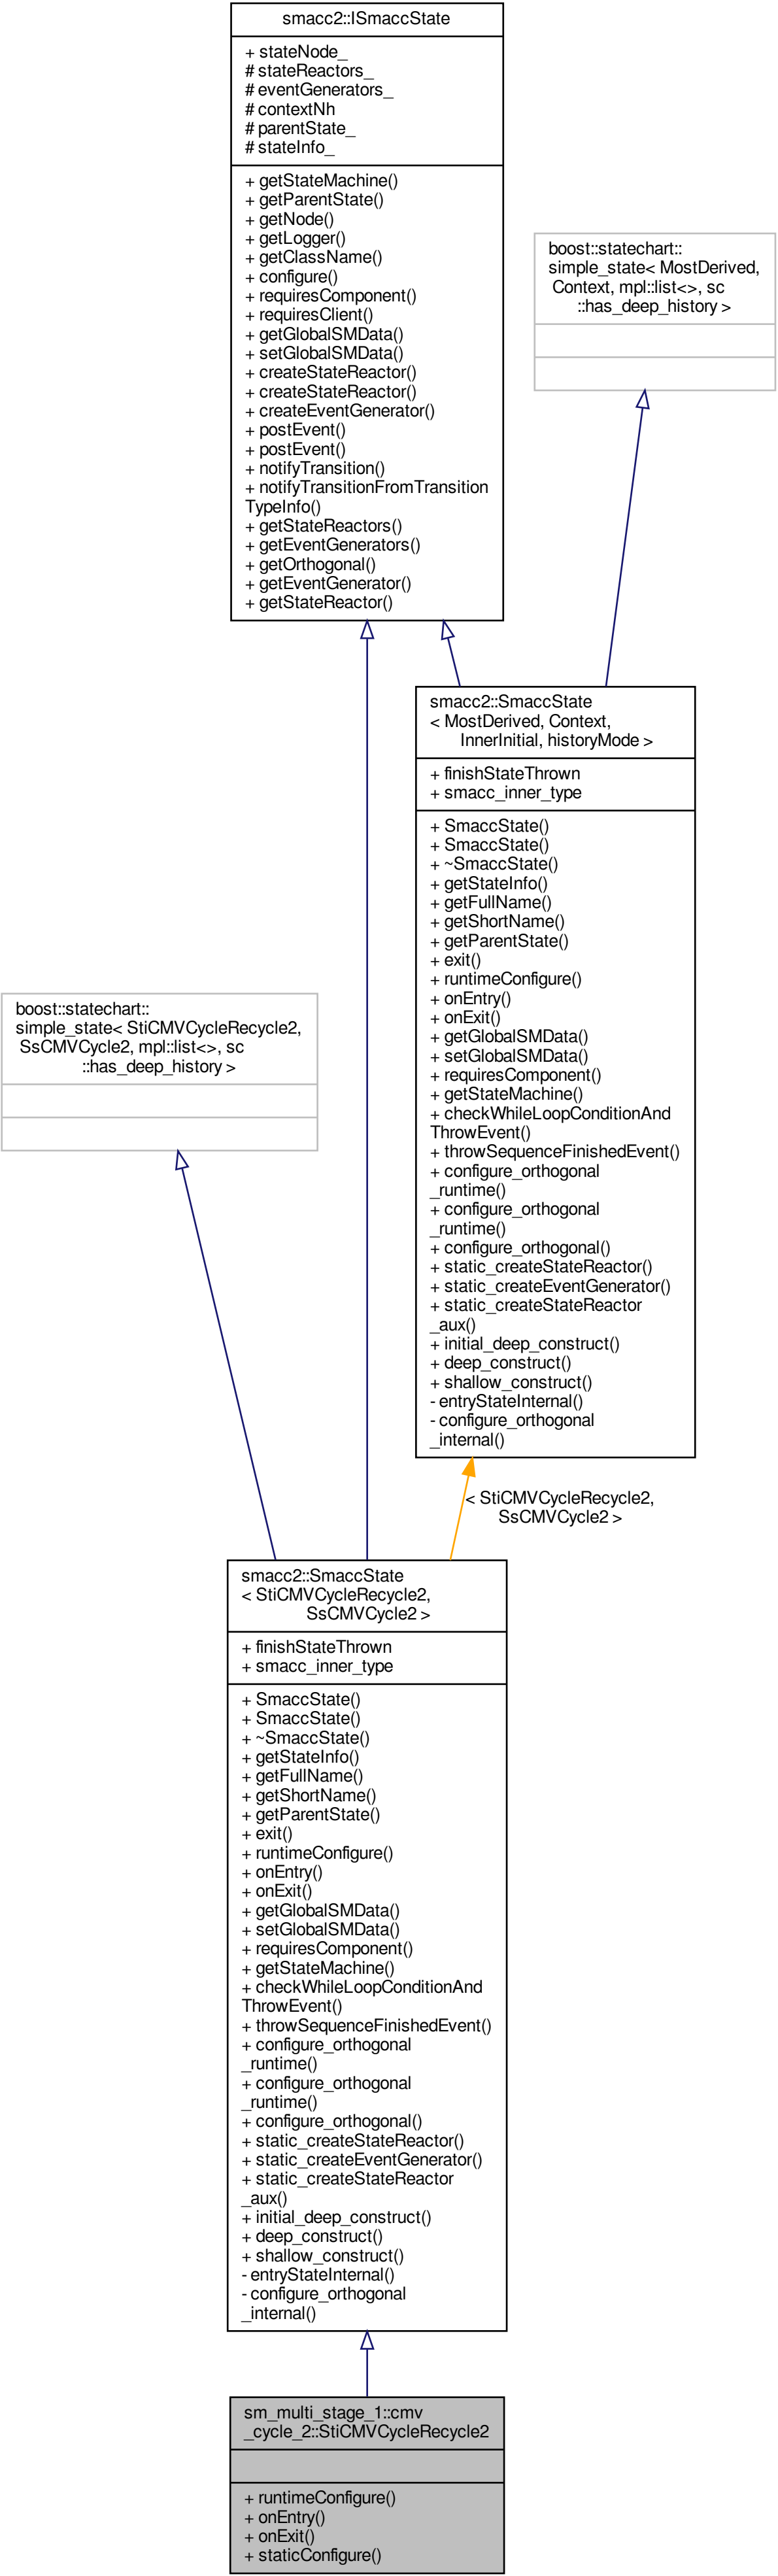 smacc2::ISmaccState
+ stateNode_
# stateReactors_
# eventGenerators_
# contextNh
# parentState_
# stateInfo_
+ getStateMachine()
+ getParentState()
+ getNode()
+ getLogger()
+ getClassName()
+ configure()
+ requiresComponent()
+ requiresClient()
+ getGlobalSMData()
+ setGlobalSMData()
+ createStateReactor()
+ createStateReactor()
+ createEventGenerator()
+ postEvent()
+ postEvent()
+ notifyTransition()
+ notifyTransitionFromTransition
TypeInfo()
+ getStateReactors()
+ getEventGenerators()
+ getOrthogonal()
+ getEventGenerator()
+ getStateReactor()
boost::statechart::
simple_state< MostDerived,
Context, mpl::list<>, sc
::has_deep_history >
smacc2::SmaccState
< MostDerived, Context,
InnerInitial, historyMode >
+ finishStateThrown
+ smacc_inner_type
+ SmaccState()
+ SmaccState()
+ ~SmaccState()
+ getStateInfo()
+ getFullName()
+ getShortName()
+ getParentState()
+ exit()
+ runtimeConfigure()
+ onEntry()
+ onExit()
+ getGlobalSMData()
+ setGlobalSMData()
+ requiresComponent()
+ getStateMachine()
+ checkWhileLoopConditionAnd
ThrowEvent()
+ throwSequenceFinishedEvent()
+ configure_orthogonal
_runtime()
+ configure_orthogonal
_runtime()
+ configure_orthogonal()
+ static_createStateReactor()
+ static_createEventGenerator()
+ static_createStateReactor
_aux()
+ initial_deep_construct()
+ deep_construct()
+ shallow_construct()
- entryStateInternal()
- configure_orthogonal
_internal()
boost::statechart::
simple_state< StiCMVCycleRecycle2,
SsCMVCycle2, mpl::list<>, sc
::has_deep_history >
< StiCMVCycleRecycle2,
SsCMVCycle2 >
smacc2::SmaccState
< StiCMVCycleRecycle2,
SsCMVCycle2 >
+ finishStateThrown
+ smacc_inner_type
+ SmaccState()
+ SmaccState()
+ ~SmaccState()
+ getStateInfo()
+ getFullName()
+ getShortName()
+ getParentState()
+ exit()
+ runtimeConfigure()
+ onEntry()
+ onExit()
+ getGlobalSMData()
+ setGlobalSMData()
+ requiresComponent()
+ getStateMachine()
+ checkWhileLoopConditionAnd
ThrowEvent()
+ throwSequenceFinishedEvent()
+ configure_orthogonal
_runtime()
+ configure_orthogonal
_runtime()
+ configure_orthogonal()
+ static_createStateReactor()
+ static_createEventGenerator()
+ static_createStateReactor
_aux()
+ initial_deep_construct()
+ deep_construct()
+ shallow_construct()
- entryStateInternal()
- configure_orthogonal
_internal()
sm_multi_stage_1::cmv
_cycle_2::StiCMVCycleRecycle2
+ runtimeConfigure()
+ onEntry()
+ onExit()
+ staticConfigure()